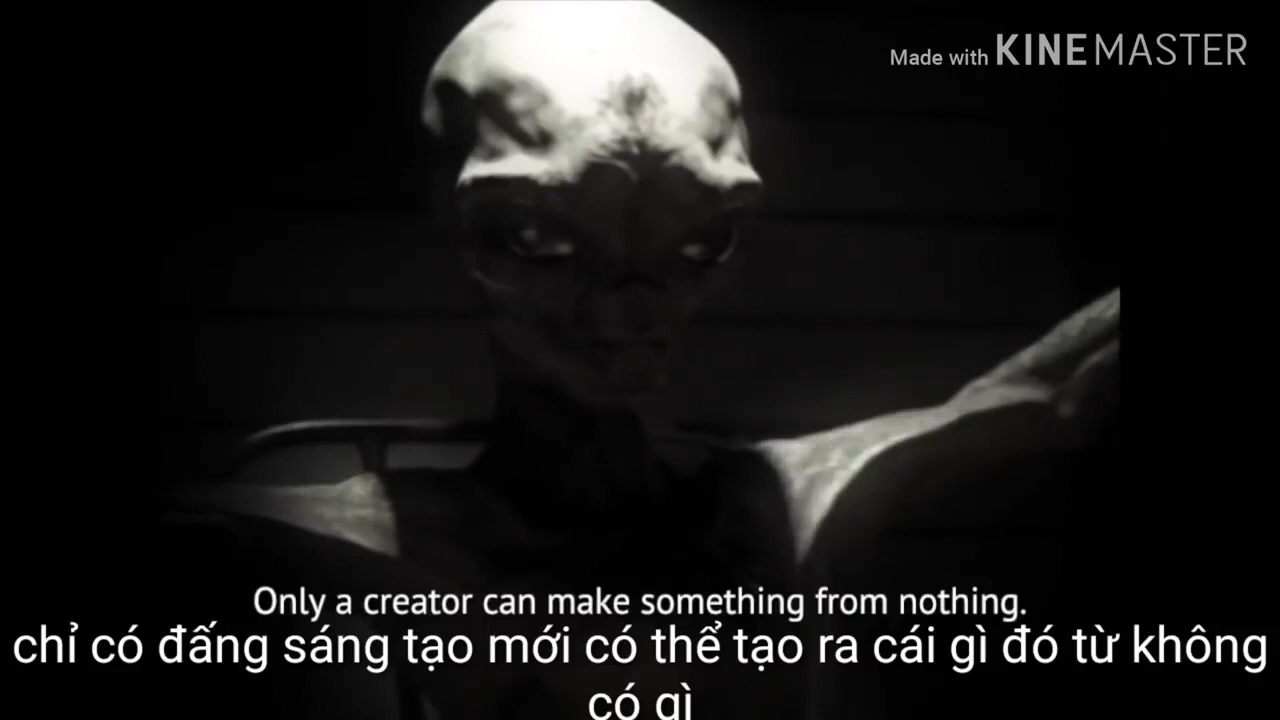 Made with KINEMASTER
Only a creator can make something from nothing.
chỉ có đấng sáng tạo mới có thể tạo ra cái gì đó từ không
có gì